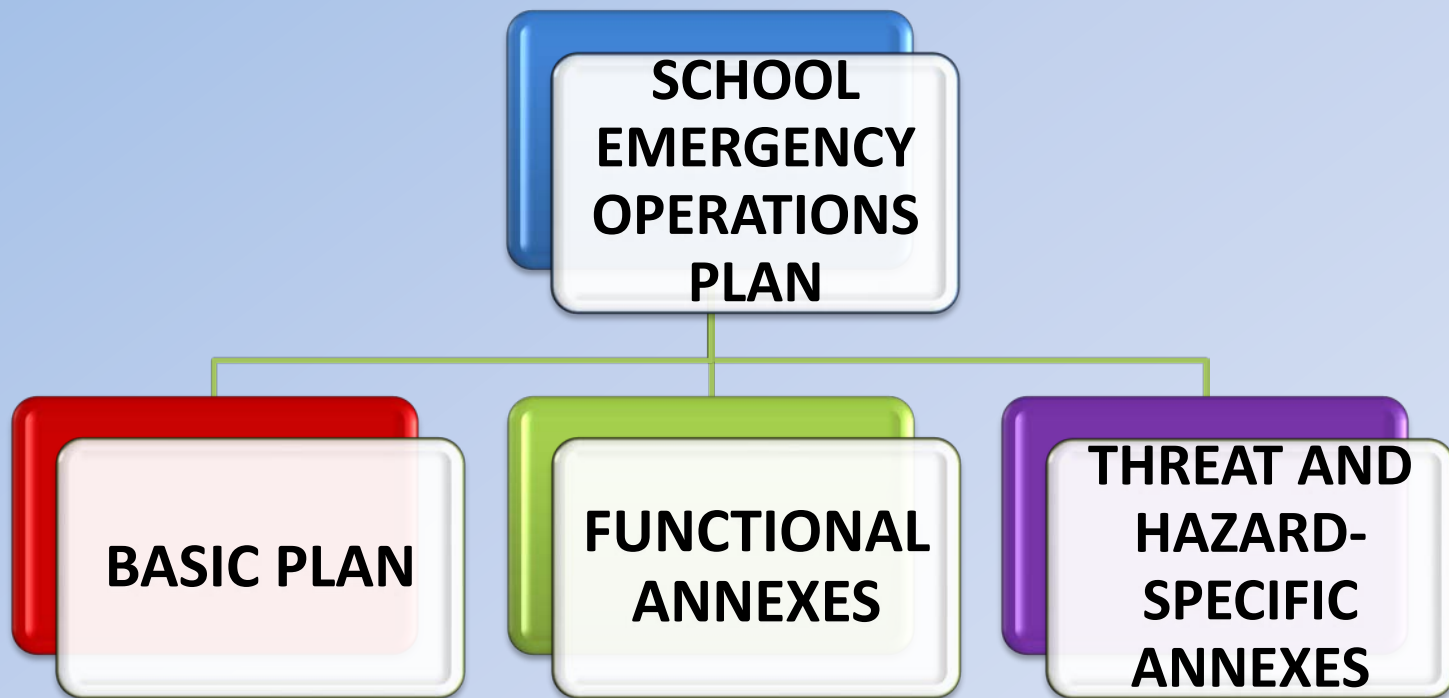 SCHOOL
EMERGENCY
OPERATIONS
PLAN
BASIC PLAN
FUNCTIONAL
ANNEXES
THREAT AND
HAZARD-
SPECIFIC
ANNEXES